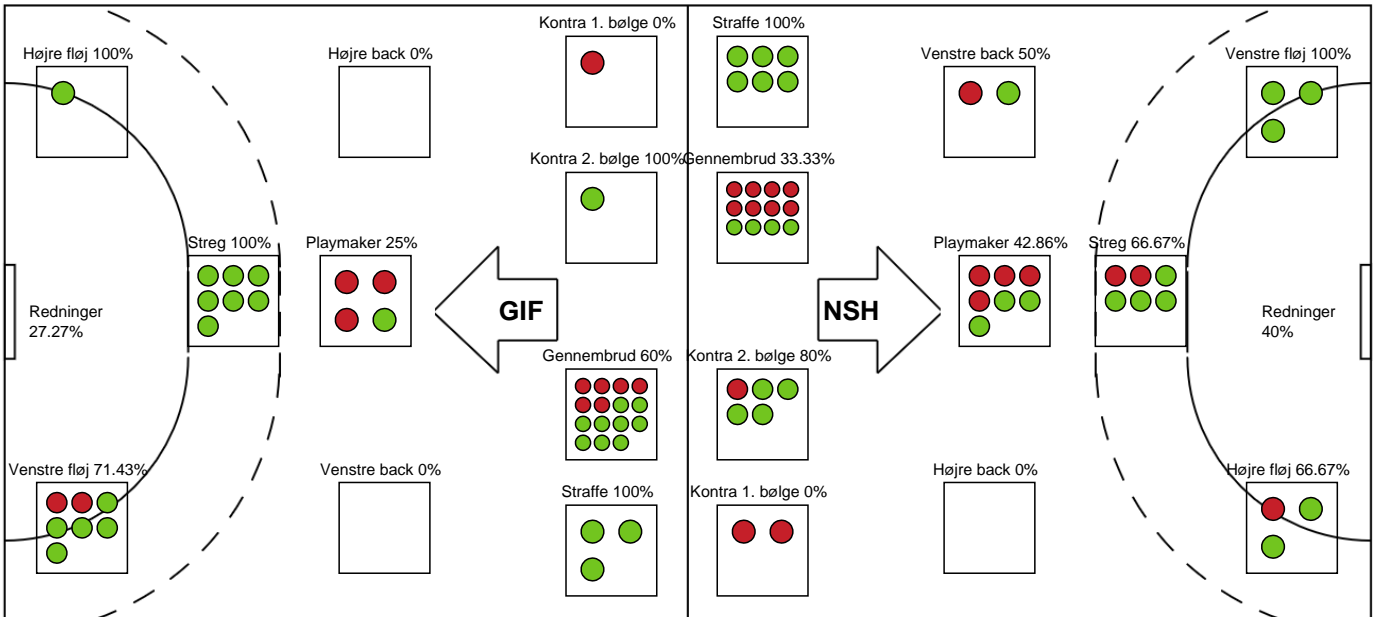 Kontra 1. bølge 0%
Straffe 100%
Højre fløj 100%
Højre back 0%
Venstre back 50%
Venstre fløj 100%
Kontra 2. bølge 100%
Gennembrud 33.33%
Streg 100%
Playmaker 25%
Playmaker 42.86%
Streg 66.67%
Redninger
27.27%
GIF
NSH
Redninger
40%
Gennembrud 60%
Kontra 2. bølge 80%
Venstre fløj 71.43%
Venstre back 0%
Højre back 0%
Højre fløj 66.67%
Straffe 100%
Kontra 1. bølge 0%